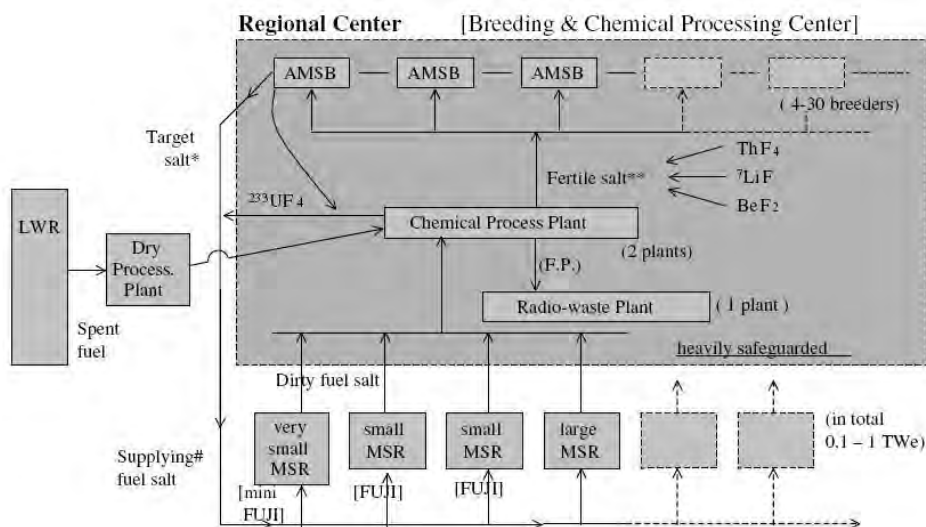 Regional Center [Breeding & Chemical Processing Center]
AMSB AMSB AMSB
( 4-30 breeders)
Target
salt*
ThF4
Fertile salt**
⁷LiF
BeF2
²³³UF4
LWR
Chemical Process Plant
(2 plants)
Dry
Process.
Plant
(F.P.)
Radio-waste Plant
( 1 plant )
Spent
fuel
heavily safeguarded
Dirty fuel salt
very
small
MSR
small
MSR
small
MSR
large
MSR
(in total
0.1 – 1 TWe)
Supplying#
fuel salt
[mini
FUJI]
[FUJI]
[FUJI]